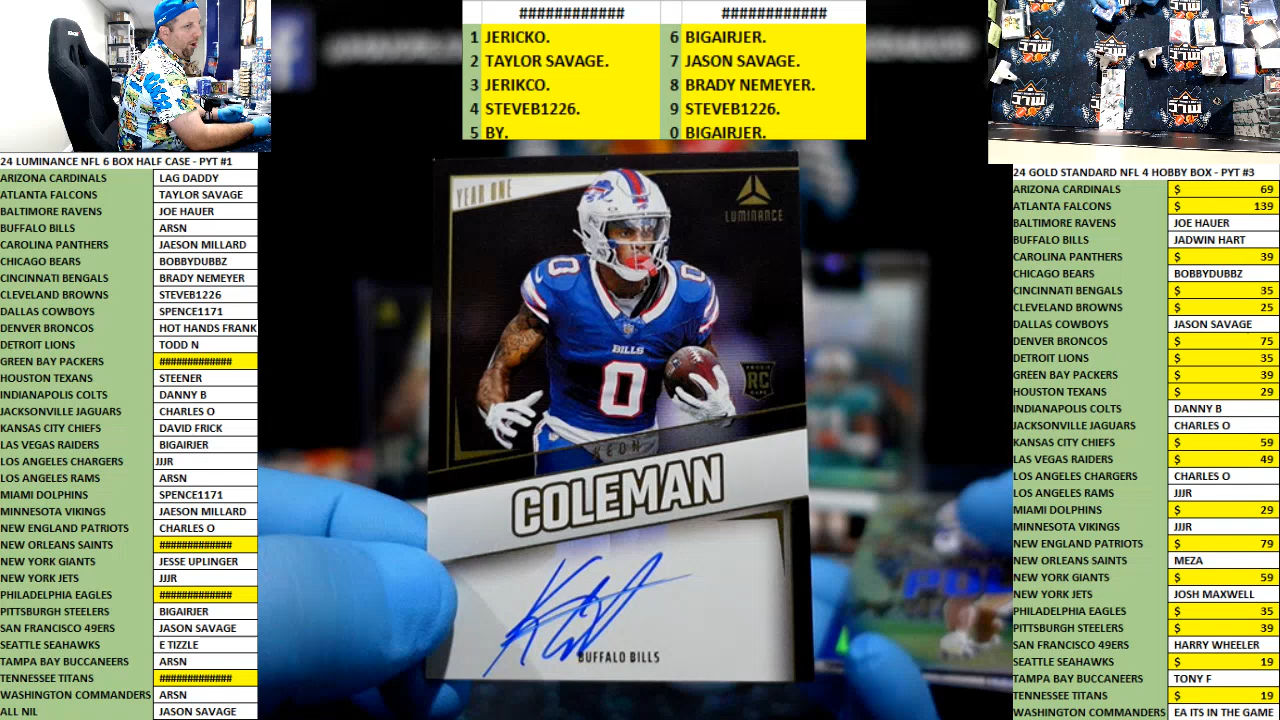 ############ ############
1 JERICKO. 6 BIGAIRJER.
2 TAYLOR SAVAGE. 7 JASON SAVAGE.
3 JERIKCO. 8 BRADY NEMEYER.
4 STEVEB1226. 9 STEVEB1226.
5 BY. 0 BIGAIRJER.
24 LUMINANCE NFL 6 BOX HALF CASE - PYT #1
ARIZONA CARDINALS LAG DADDY
ATLANTA FALCONS TAYLOR SAVAGE
BALTIMORE RAVENS JOE HAUER
BUFFALO BILLS ARSN
CAROLINA PANTHERS JAESON MILLARD
CHICAGO BEARS BOBBYDUBBZ
CINCINNATI BENGALS BRADY NEMEYER
CLEVELAND BROWNS STEVEB1226
DALLAS COWBOYS SPENCE1171
DENVER BRONCOS HOT HANDS FRANK
DETROIT LIONS TODD N
GREEN BAY PACKERS #############
HOUSTON TEXANS STEENER
INDIANAPOLIS COLTS DANNY B
JACKSONVILLE JAGUARS CHARLES O
KANSAS CITY CHIEFS DAVID FRICK
LAS VEGAS RAIDERS BIGAIRJER
LOS ANGELES CHARGERS JJJR
LOS ANGELES RAMS ARSN
MIAMI DOLPHINS SPENCE1171
MINNESOTA VIKINGS JAESON MILLARD
NEW ENGLAND PATRIOTS CHARLES O
NEW ORLEANS SAINTS #############
NEW YORK GIANTS JESSE UPLINGER
NEW YORK JETS JJJR
PHILADELPHIA EAGLES #############
PITTSBURGH STEELERS BIGAIRJER
SAN FRANCISCO 49ERS JASON SAVAGE
SEATTLE SEAHAWKS E TIZZLE
TAMPA BAY BUCCANEERS ARSN
TENNESSEE TITANS #############
WASHINGTON COMMANDERS ARSN
ALL NIL JASON SAVAGE
YEAR ONE
LUMINANCE
0 0
BILLS
0
ROOKIE
RC
CARD
KEON
COLEMAN
BUFFALO BILLS
24 GOLD STANDARD NFL 4 HOBBY BOX - PYT #3
ARIZONA CARDINALS $ 69
ATLANTA FALCONS $ 139
BALTIMORE RAVENS JOE HAUER
BUFFALO BILLS JADWIN HART
CAROLINA PANTHERS $ 39
CHICAGO BEARS BOBBYDUBBZ
CINCINNATI BENGALS $ 35
CLEVELAND BROWNS $ 25
DALLAS COWBOYS JASON SAVAGE
DENVER BRONCOS $ 75
DETROIT LIONS $ 35
GREEN BAY PACKERS $ 39
HOUSTON TEXANS $ 29
INDIANAPOLIS COLTS DANNY B
JACKSONVILLE JAGUARS CHARLES O
KANSAS CITY CHIEFS $ 59
LAS VEGAS RAIDERS $ 49
LOS ANGELES CHARGERS CHARLES O
LOS ANGELES RAMS JJJR
MIAMI DOLPHINS $ 29
MINNESOTA VIKINGS JJJR
NEW ENGLAND PATRIOTS $ 79
NEW ORLEANS SAINTS MEZA
NEW YORK GIANTS $ 59
NEW YORK JETS JOSH MAXWELL
PHILADELPHIA EAGLES $ 35
PITTSBURGH STEELERS $ 39
SAN FRANCISCO 49ERS HARRY WHEELER
SEATTLE SEAHAWKS $ 19
TAMPA BAY BUCCANEERS TONY F
TENNESSEE TITANS $ 19
WASHINGTON COMMANDERS EA ITS IN THE GAME